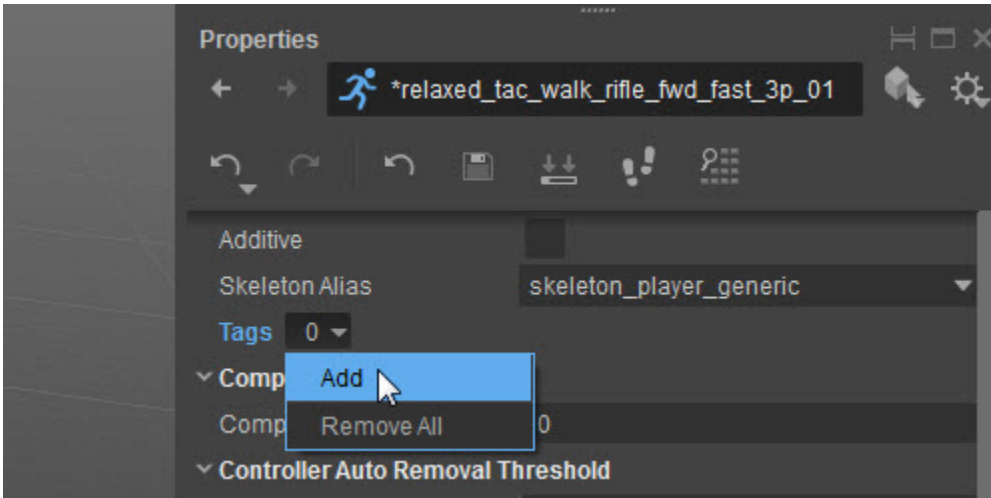 Properties
*relaxed_tac_walk_rifle_fwd_fast_3p_01
Additive
Skeleton Alias skeleton_player_generic
Tags 0
Comp Add
Comp Remove All 0
Controller Auto Removal Threshold